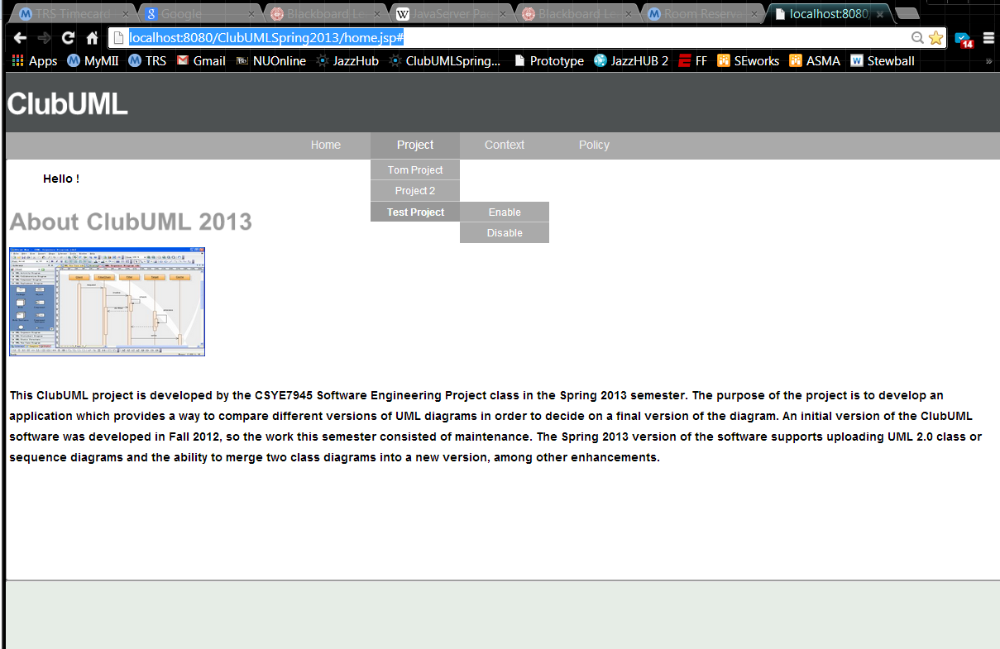 TRS Timecard
Google
Blackboard Le
JavaServer Pa
Blackboard
Room Rese
localhost:8080
localhost:8080/ClubUMLSpring2013/home.jsp#
14
Apps MyMII TRS Gmail NUOnline JazzHub ClubUMLSpring... Prototype JazzHUB 2 FF SEworks ASMA Stewball »
ClubUML
Home Project Context Policy
Tom Project
Project 2
Test Project Enable
Disable
Hello !
About ClubUML 2013
This ClubUML project is developed by the CSYE7945 Software Engineering Project class in the Spring 2013 semester. The purpose of the project is to develop an
application which provides a way to compare different versions of UML diagrams in order to decide on a final version of the diagram. An initial version of the ClubUML
software was developed in Fall 2012, so the work this semester consisted of maintenance. The Spring 2013 version of the software supports uploading UML 2.0 class or
sequence diagrams and the ability to merge two class diagrams into a new version, among other enhancements.